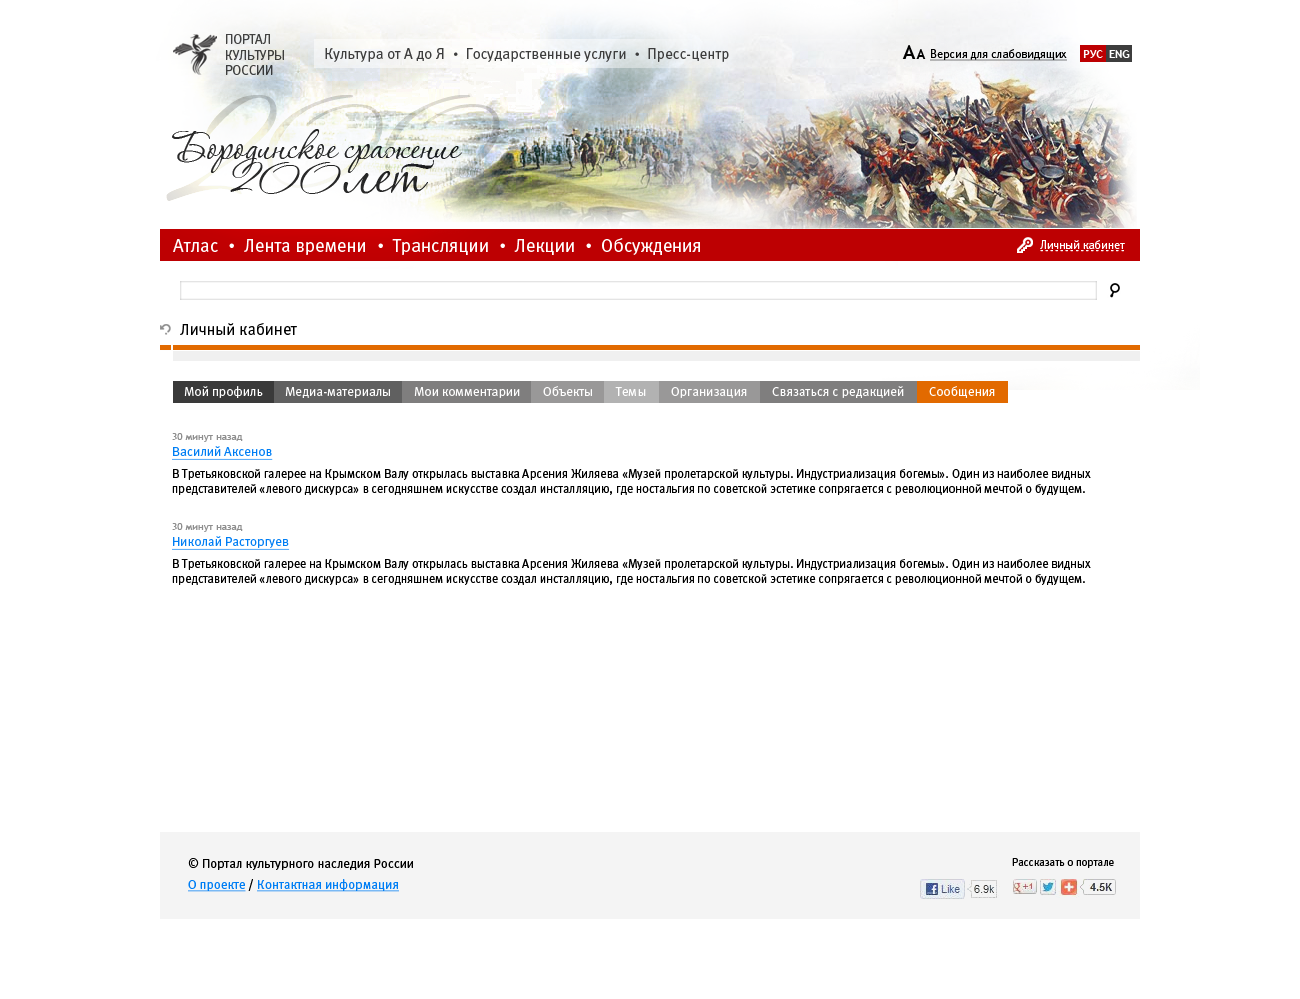 ПОРТАЛ
КУЛЬТУРЫ
РОССИИ
Культура от А до Я • Государственные услуги • Пресс-центр
АА Версия для слабовидящих
РУС ENG
200
Бородинское сражение
200 лет
Атлас • Лента времени • Трансляции • Лекции • Обсуждения
Личный кабинет
Личный кабинет
Мой профиль Медиа-материалы Мои комментарии Объекты Темы Организация Связаться с редакцией Сообщения
30 минут назад
Василий Аксенов
В Третьяковской галерее на Крымском Валу открылась выставка Арсения Жиляева «Музей пролетарской культуры. Индустриализация богемы». Один из наиболее видных
представителей «левого дискурса» в сегодняшнем искусстве создал инсталляцию, где ностальгия по советской эстетике сопрягается с революционной мечтой о будущем.
30 минут назад
Николай Расторгуев
В Третьяковской галерее на Крымском Валу открылась выставка Арсения Жиляева «Музей пролетарской культуры. Индустриализация богемы». Один из наиболее видных
представителей «левого дискурса» в сегодняшнем искусстве создал инсталляцию, где ностальгия по советской эстетике сопрягается с революционной мечтой о будущем.
© Портал культурного наследия России
О проекте / Контактная информация
Рассказать о портале
Like 6.9k
g +1 4.5K